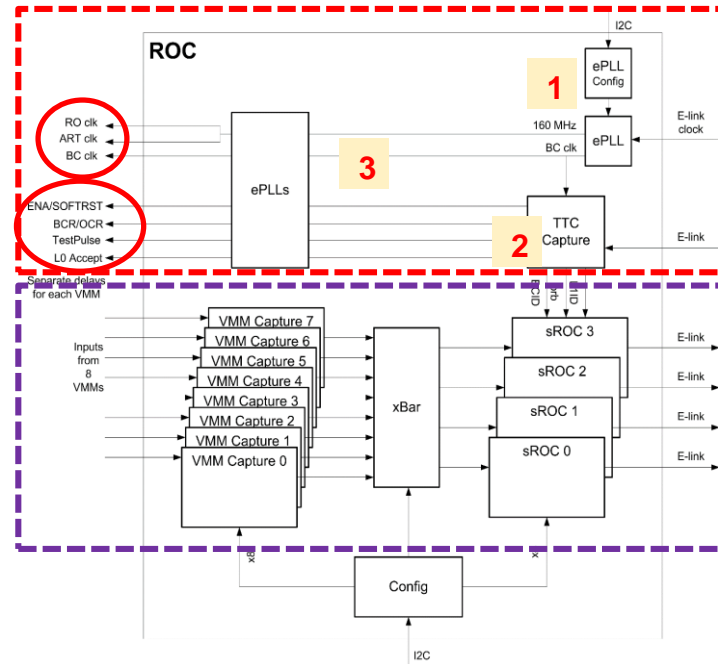 I2C
ROC
ePLL
Config
1
RO clk
ART clk
BC clk
160 MHz
BC clk
ePLL
E-link
clock
3
ePLLs
ENA/SOFTRST
BCR/OCR
TestPulse
L0 Accept
2
TTC
Capture
E-link
Separate delays
for each VMM
BCID
orb
Inputs
from
8
VMMs
VMM Capture 7
VMM Capture 6
VMM Capture 5
VMM Capture 4
VMM Capture 3
VMM Capture 2
VMM Capture 1
VMM Capture 0
xBar
sROC 3
sROC 2
sROC 1
sROC 0
E-link
E-link
E-link
E-link
Config
I2C